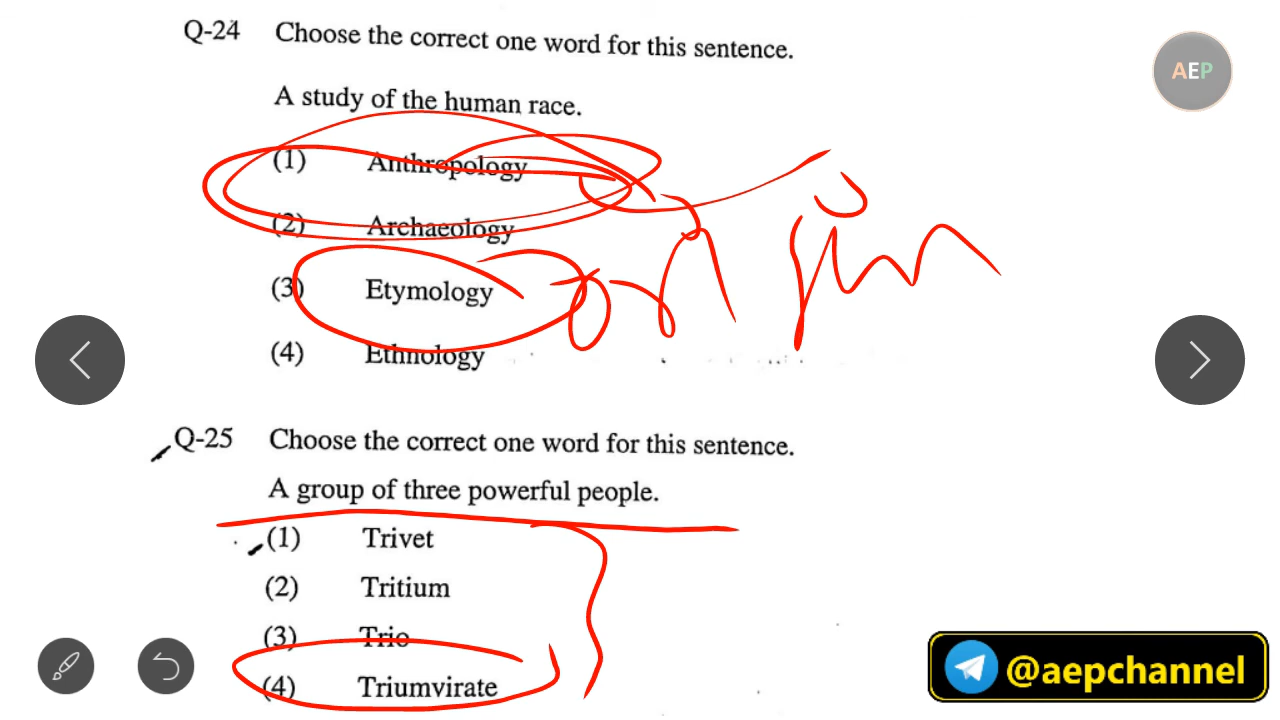 Q-24 Choose the correct one word for this sentence.
AEP
A study of the human race.
(1) Anthropology
(2) Archaeology
(3) Etymology
(4) Ethnology
Q-25 Choose the correct one word for this sentence.
A group of three powerful people.
(1) Trivet
(2) Tritium
(3) Trio
(4) Triumvirate
@aepchannel